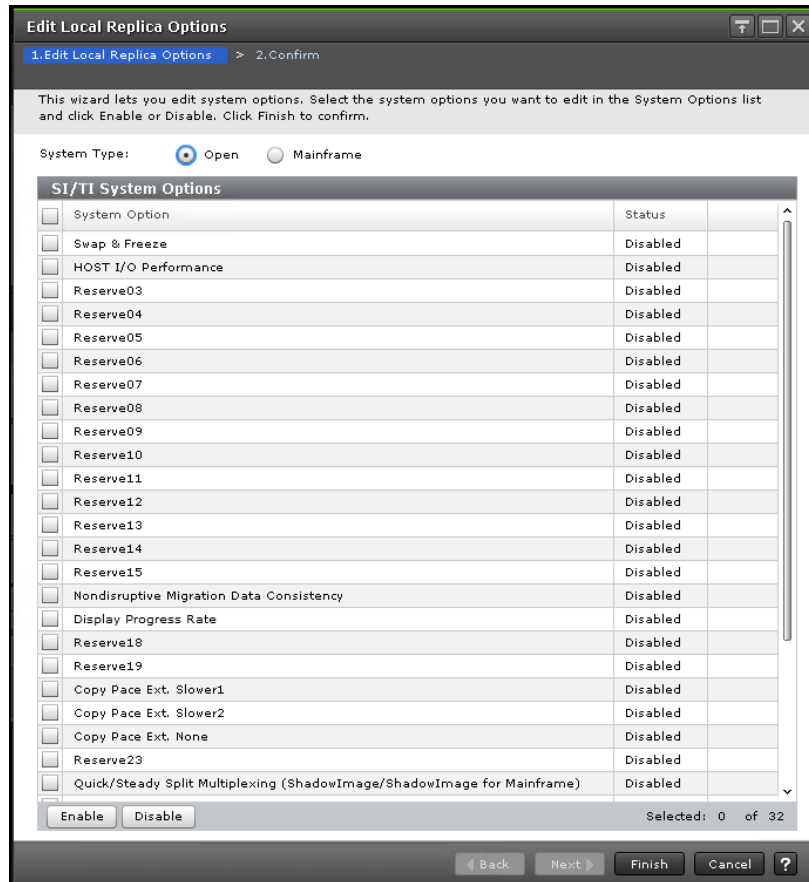 Edit Local Replica Options
1.Edit Local Replica Options > 2.Confirm
This wizard lets you edit system options. Select the system options you want to edit in the System Options list
and click Enable or Disable. Click Finish to confirm.
System Type: Open Mainframe
SI/TI System Options
System Option Status
Swap & Freeze Disabled
HOST I/O Performance Disabled
Reserve03 Disabled
Reserve04 Disabled
Reserve05 Disabled
Reserve06 Disabled
Reserve07 Disabled
Reserve08 Disabled
Reserve09 Disabled
Reserve10 Disabled
Reserve11 Disabled
Reserve12 Disabled
Reserve13 Disabled
Reserve14 Disabled
Reserve15 Disabled
Nondisruptive Migration Data Consistency Disabled
Display Progress Rate Disabled
Reserve18 Disabled
Reserve19 Disabled
Copy Pace Ext. Slower1 Disabled
Copy Pace Ext. Slower2 Disabled
Copy Pace Ext. None Disabled
Reserve23 Disabled
Quick/Steady Split Multiplexing (ShadowImage/ShadowImage for Mainframe) Disabled
Enable Disable Selected: 0 of 32
Back Next Finish Cancel ?